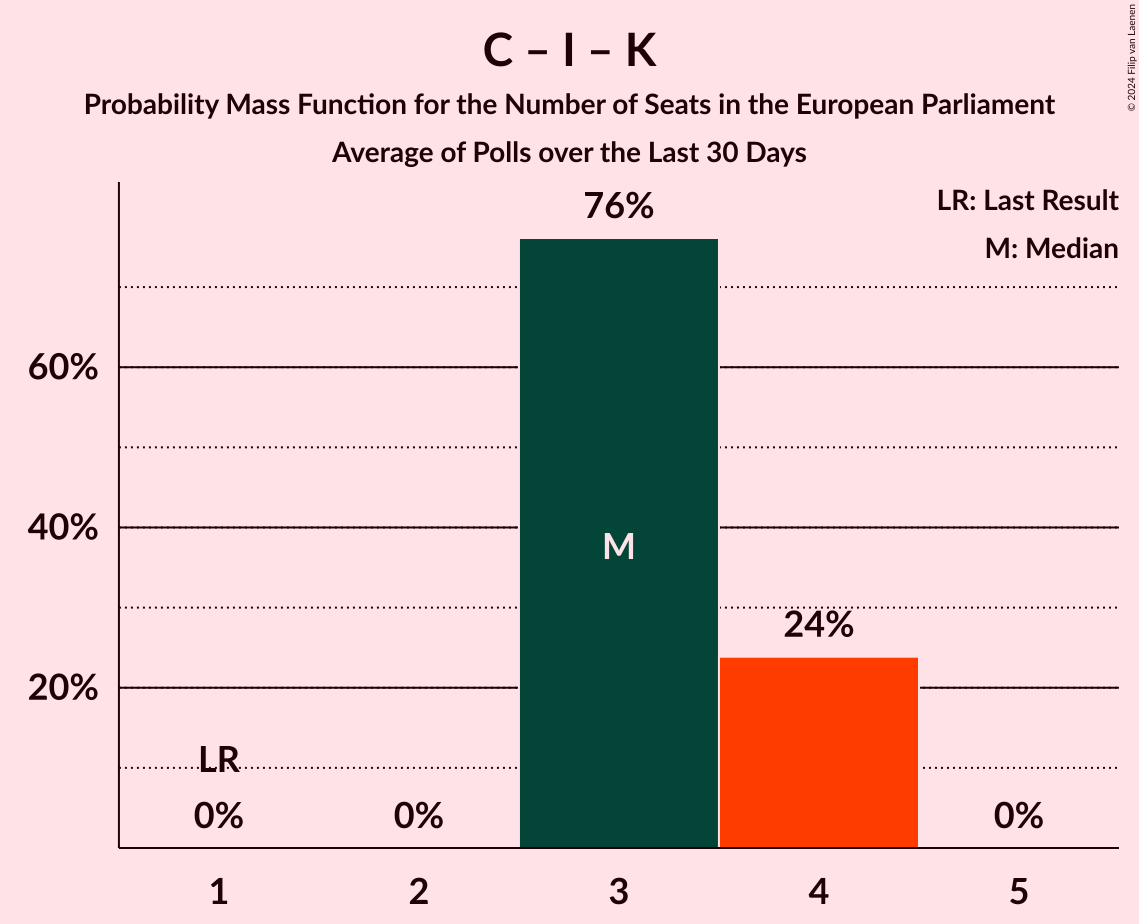 C – I – K
Probability Mass Function for the Number of Seats in the European Parliament
Average of Polls over the Last 30 Days
© 2024 Filip van Laenen
LR: Last Result
M: Median
76%
60%
40%
M
24%
20%
LR
0%
0%
0%
1
2
3
4
5